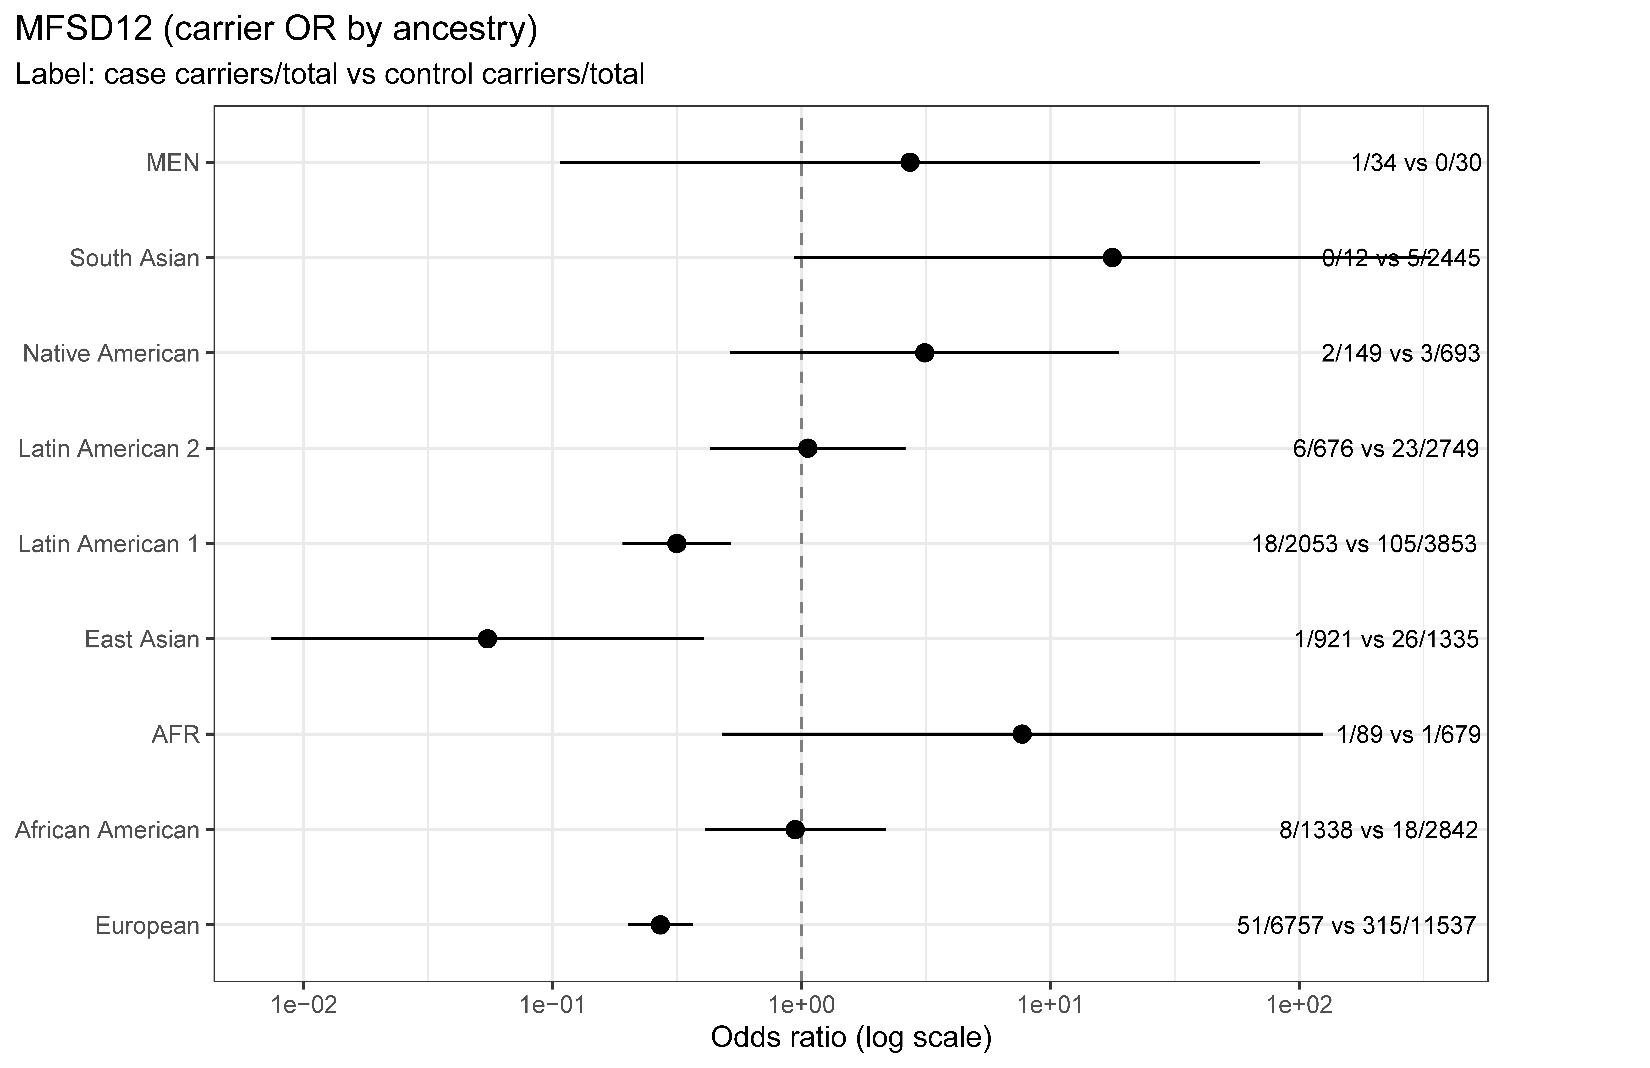 MFSD12 (carrier OR by ancestry)
Label: case carriers/total vs control carriers/total
MEN
1/34 vs 0/30
South Asian
0/12 vs 5/2445
Native American
2/149 vs 3/693
Latin American 2
6/676 vs 23/2749
Latin American 1
18/2053 vs 105/3853
East Asian
1/921 vs 26/1335
AFR
1/89 vs 1/679
African American
8/1338 vs 18/2842
European
51/6757 vs 315/11537
1e−02 1e−01 1e+00 1e+01 1e+02
Odds ratio (log scale)